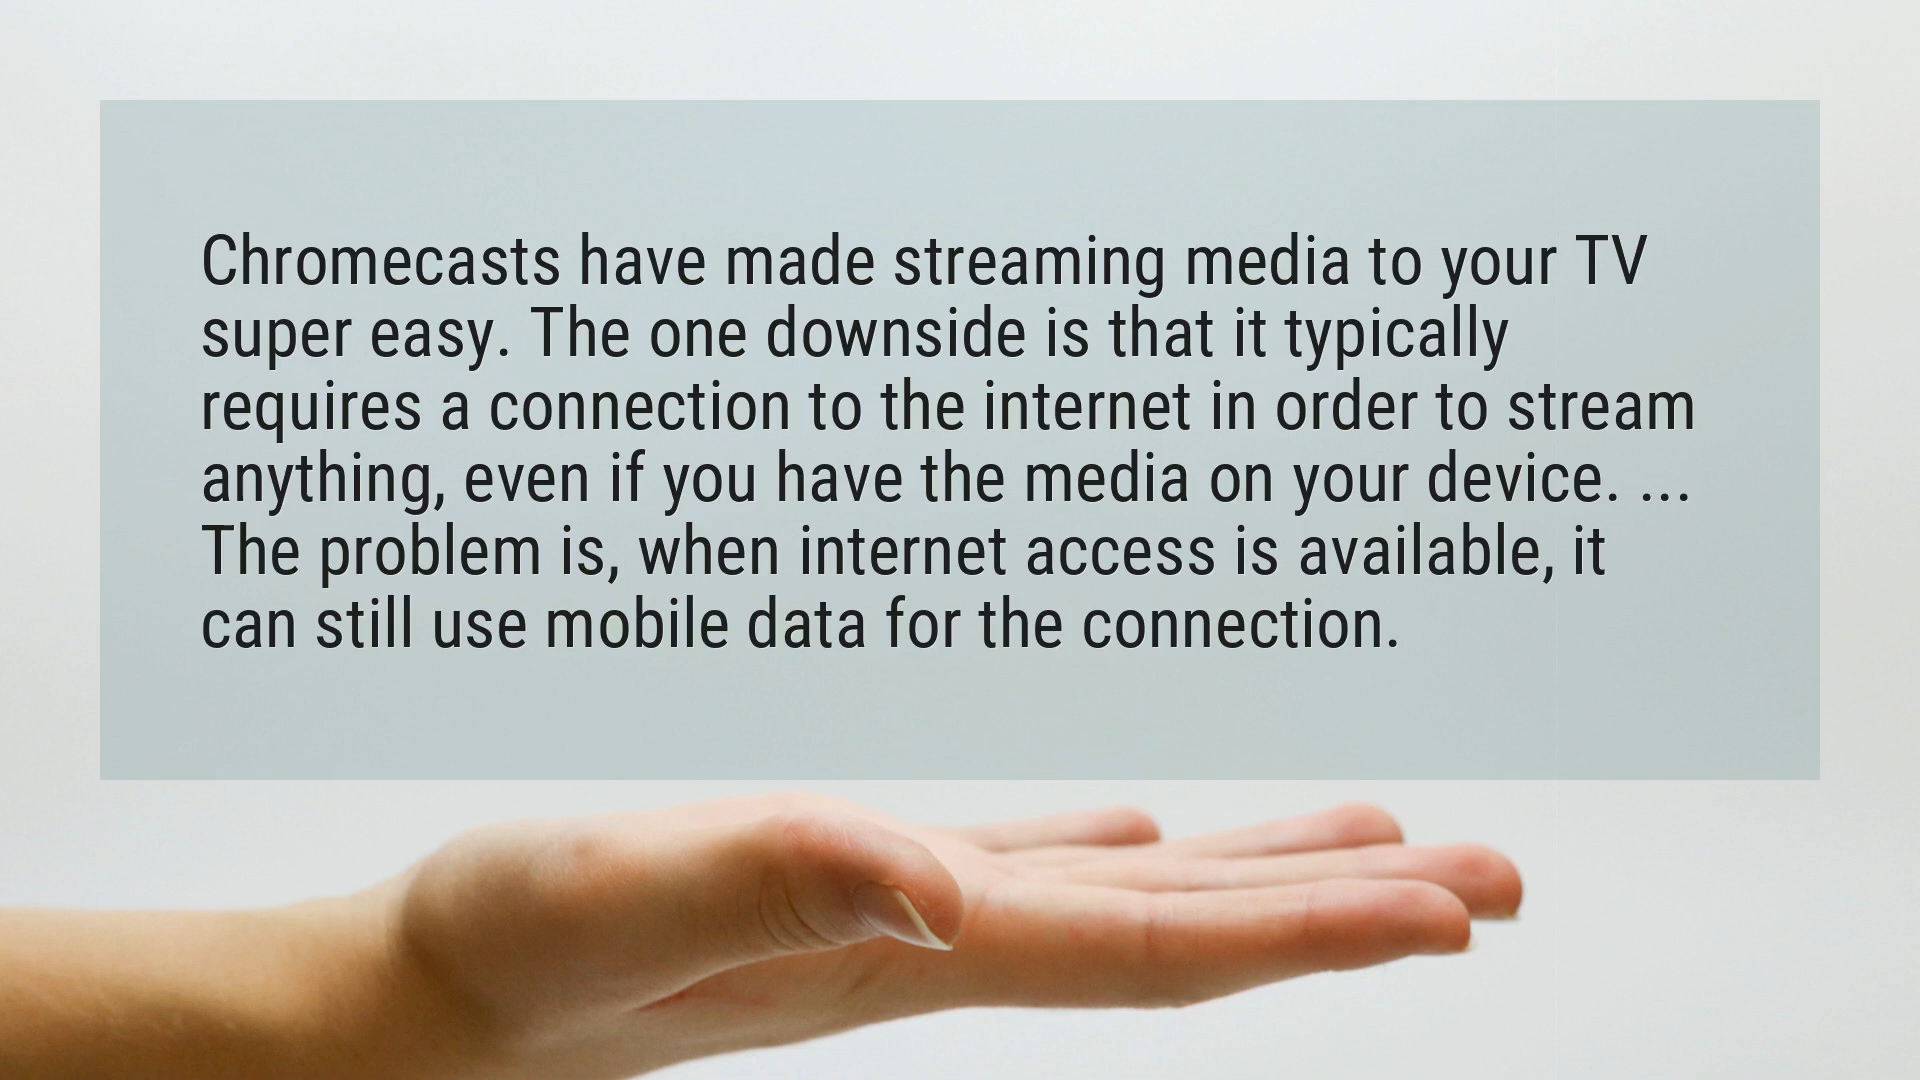 Chromecasts have made streaming media to your TV
super easy. The one downside is that it typically
requires a connection to the internet in order to stream
anything, even if you have the media on your device. ...
The problem is, when internet access is available, it
can still use mobile data for the connection.